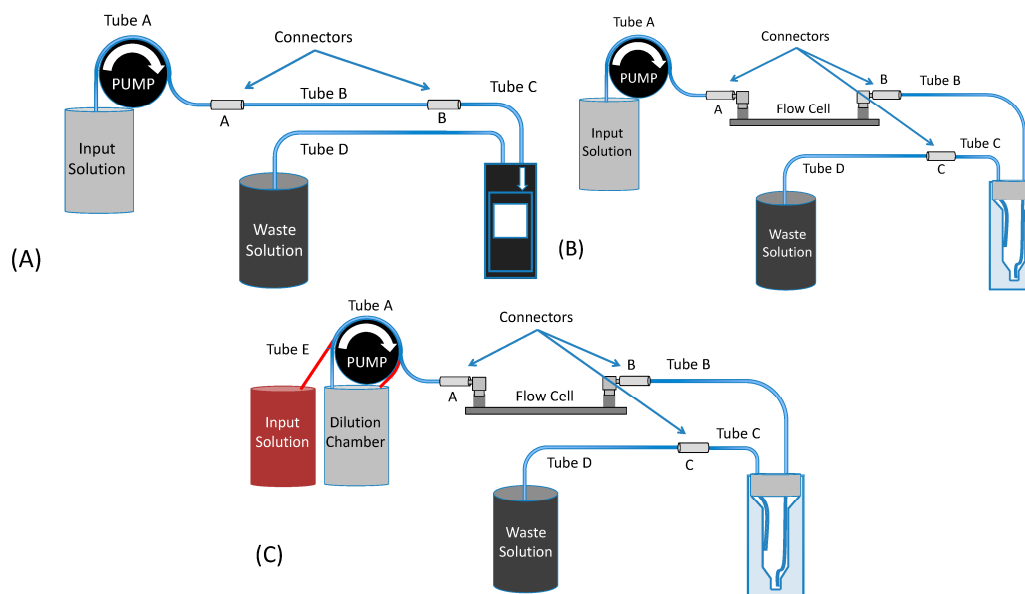 Tube A
PUMP
Connectors
Tube B
Tube C
A
B
Input
Solution
Tube D
Waste
Solution
(A)
Tube A
PUMP
Connectors
B
Tube B
A
Flow Cell
Input
Solution
Tube C
Tube D
C
Waste
Solution
(B)
Tube A
Tube E
PUMP
Connectors
B
Tube B
A
Flow Cell
Input
Solution
Dilution
Chamber
Tube C
Tube D
C
Waste
Solution
(C)